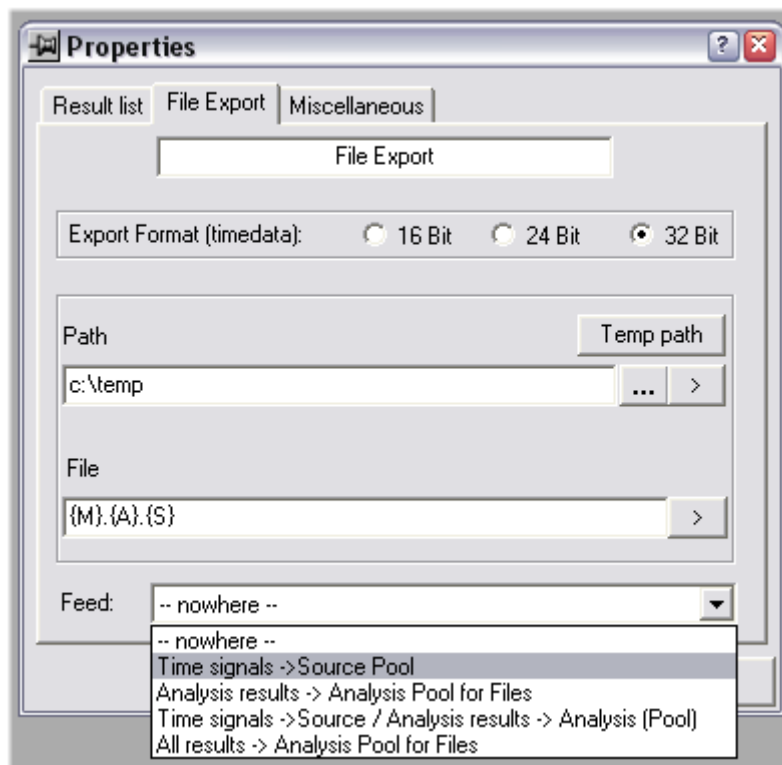 Properties
?
Result list File Export Miscellaneous
File Export
Export Format (timedata): 16 Bit 24 Bit 32 Bit
Path Temp path
c:\temp ... >
File
{M}.{A}.{S} >
Feed: -- nowhere --
-- nowhere --
Time signals ->Source Pool
Analysis results -> Analysis Pool for Files
Time signals ->Source / Analysis results -> Analysis (Pool)
All results -> Analysis Pool for Files